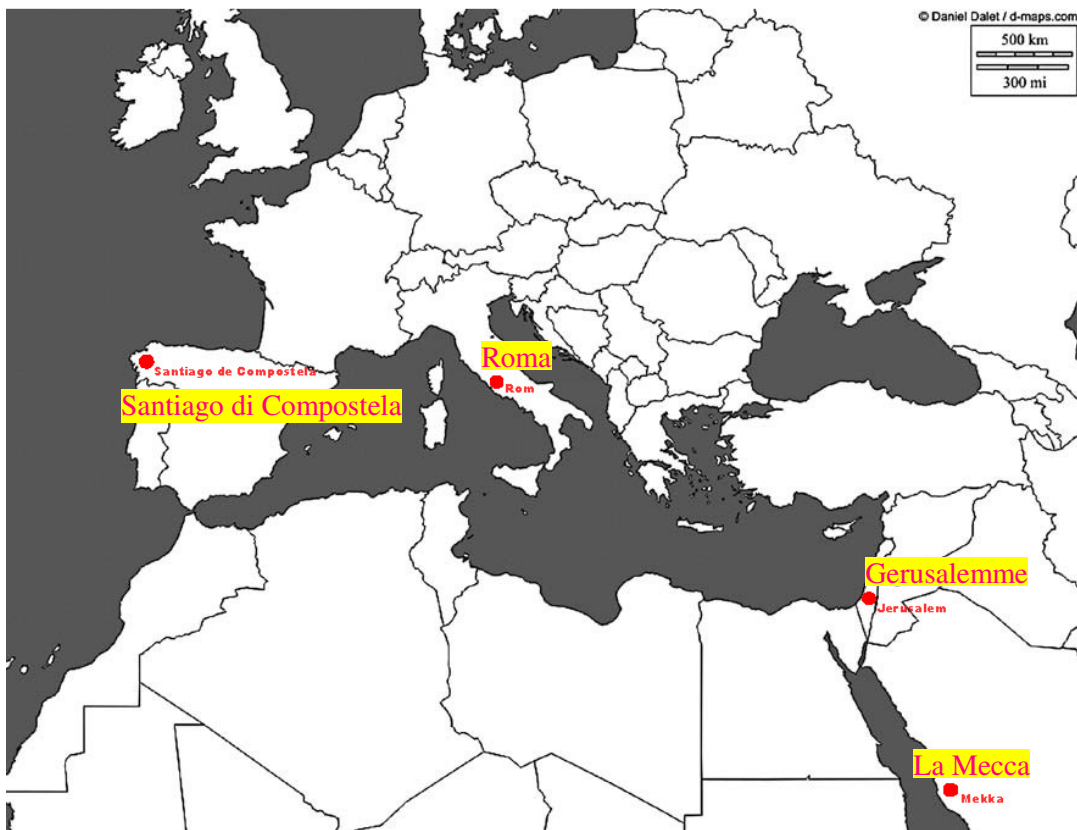 © Daniel Dalet / d-maps.com
500 km
300 mi
Roma
Santiago de Compostela
Rom
Santiago di Compostela
Gerusalemme
Jerusalem
La Mecca
Mekka